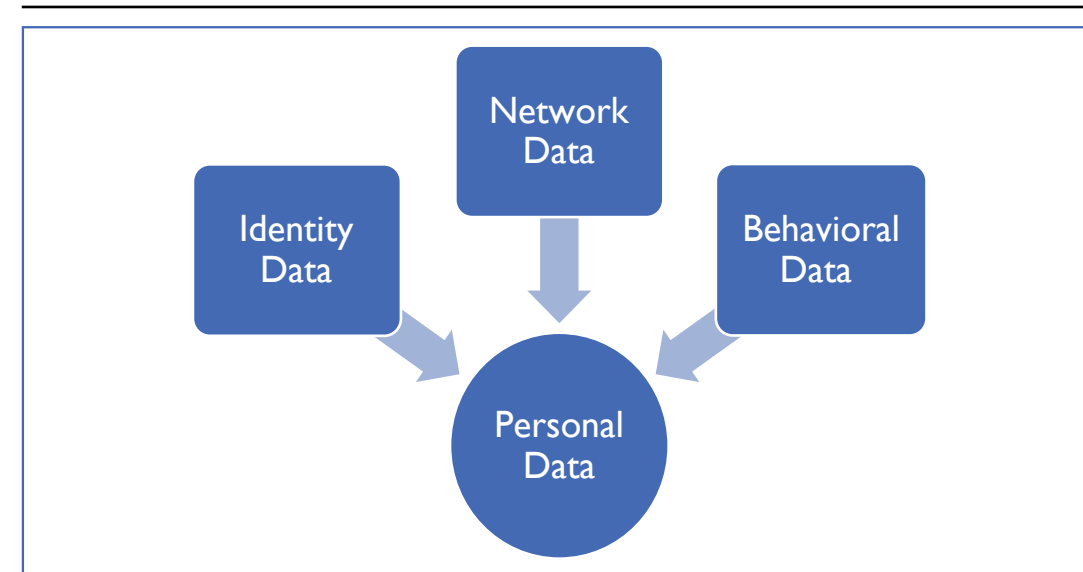 Network
Data
Identity
Data
Behavioral
Data
Personal
Data